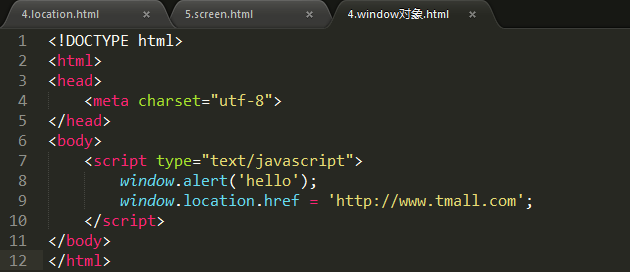 4.location.html × 5.screen.html × 4.window对象.html ×
1 <!DOCTYPE html>
2 <html>
3 <head>
4     <meta charset="utf-8">
5 </head>
6 <body>
7     <script type="text/javascript">
8         window.alert('hello');
9         window.location.href = 'http://www.tmall.com';
10     </script>
11 </body>
12 </html>